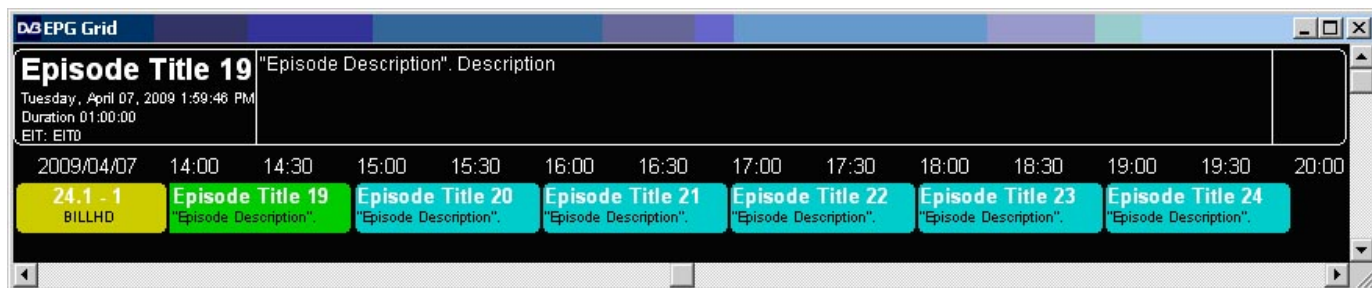 DVB EPG Grid
Episode Title 19
"Episode Description". Description
Tuesday, April 07, 2009 1:59:46 PM
Duration 01:00:00
EIT: EIT0
2009/04/07 14:00 14:30 15:00 15:30 16:00 16:30 17:00 17:30 18:00 18:30 19:00 19:30 20:00
24.1 - 1 Episode Title 19 Episode Title 20 Episode Title 21 Episode Title 22 Episode Title 23 Episode Title 24
BILLHD "Episode Description". "Episode Description". "Episode Description". "Episode Description". "Episode Description". "Episode Description".